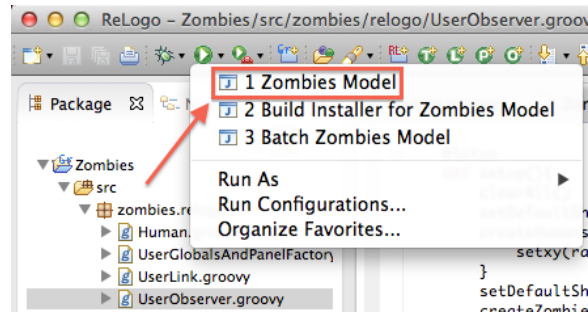 ReLogo – Zombies/src/zombies/relogo/UserObserver.groov
1 Zombies Model
2 Build Installer for Zombies Model
3 Batch Zombies Model
Run As
Run Configurations...
Organize Favorites...
Package
Zombies
src
zombies.re
Human.
UserGlobalsAndPanelFactory
UserLink.groovy
UserObserver.groovy
setxy(ra
}
setDefaultSh
createZombie